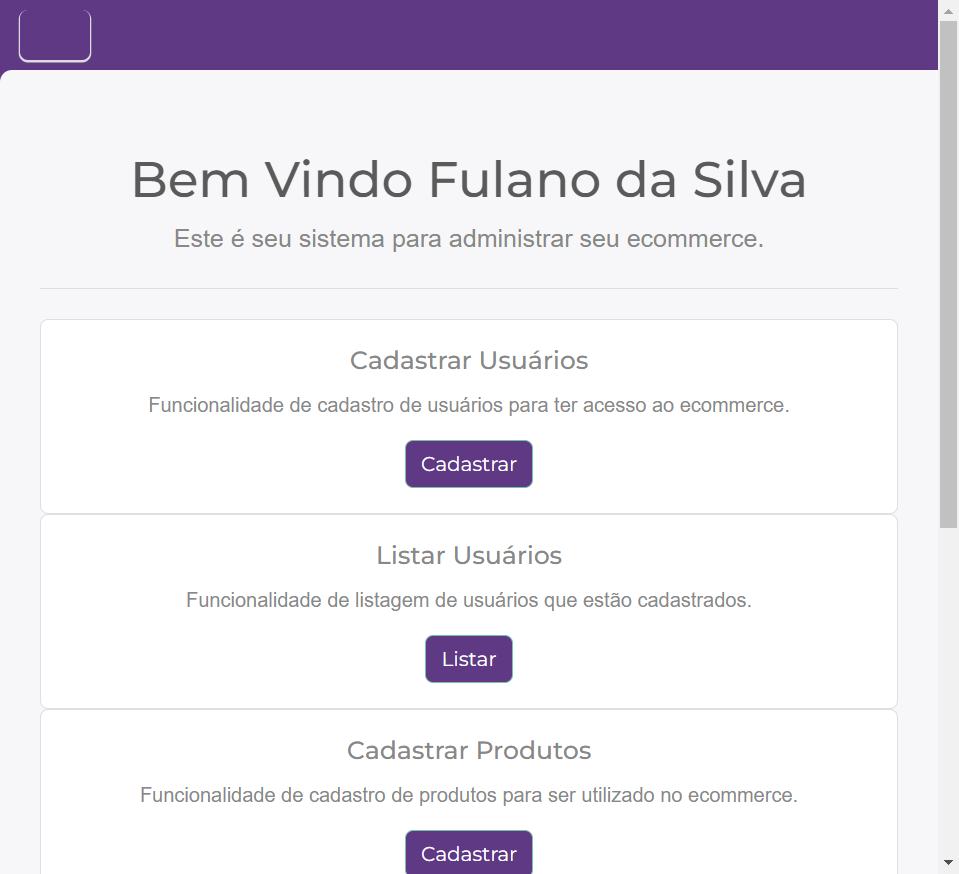 Bem Vindo Fulano da Silva
Este é seu sistema para administrar seu ecommerce.
Cadastrar Usuários
Funcionalidade de cadastro de usuários para ter acesso ao ecommerce.
Cadastrar
Listar Usuários
Funcionalidade de listagem de usuários que estão cadastrados.
Listar
Cadastrar Produtos
Funcionalidade de cadastro de produtos para ser utilizado no ecommerce.
Cadastrar